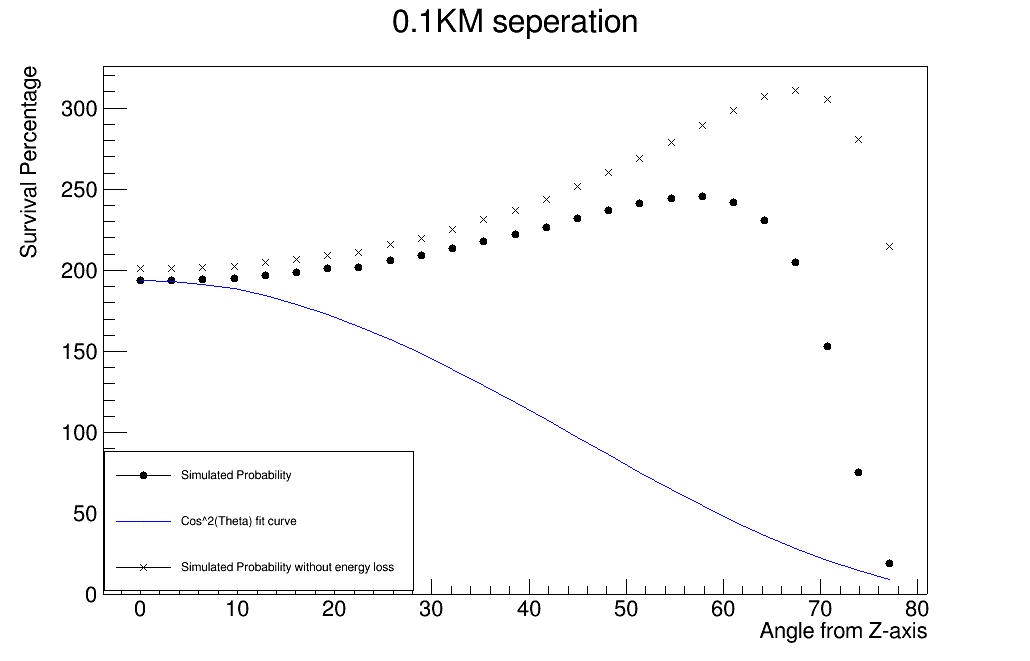 0.1KM seperation
Survival Percentage
300
250
200
150
100
50
0
Simulated Probability
Cos^2(Theta) fit curve
Simulated Probability without energy loss
0 10 20 30 40 50 60 70 80
Angle from Z-axis